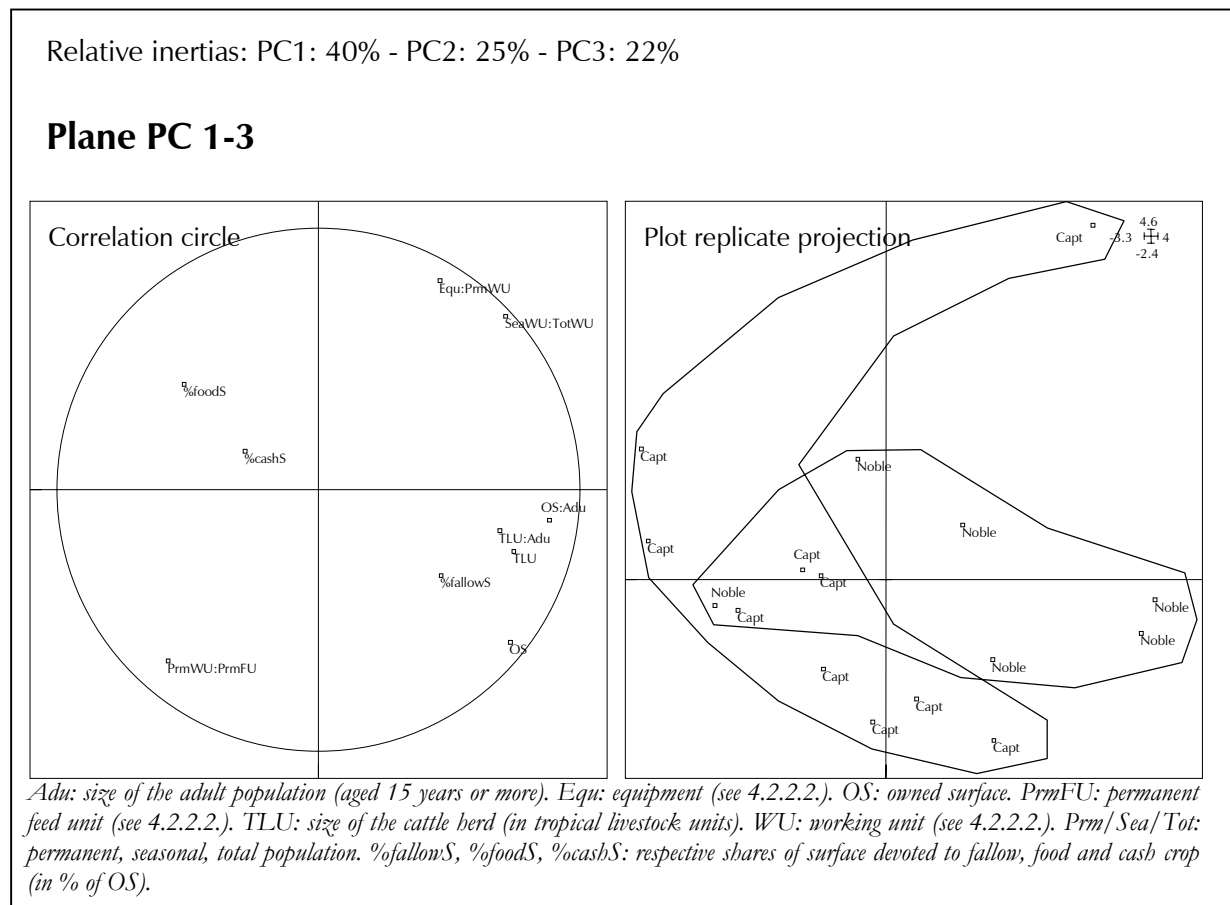 Relative inertias: PC1: 40% - PC2: 25% - PC3: 22%
Plane PC 1-3
Correlation circle
Equ:PrmWU
SeaWU:TotWU
%foodS
%cashS
OS:Adu
TLU:Adu
TLU
%fallowS
OS
PrmWU:PrmFU
Plot replicate projection
Capt
4.6
-3.3
4
-2.4
Capt
Noble
Noble
Capt
Capt
Capt
Noble
Capt
Noble
Noble
Noble
Capt
Capt
Capt
Capt
Adu: size of the adult population (aged 15 years or more). Equ: equipment (see 4.2.2.2.). OS: owned surface. PrmFU: permanent
feed unit (see 4.2.2.2.). TLU: size of the cattle herd (in tropical livestock units). WU: working unit (see 4.2.2.2.). Prm/Sea/Tot:
permanent, seasonal, total population. %fallowS, %foodS, %cashS: respective shares of surface devoted to fallow, food and cash crop
(in % of OS).